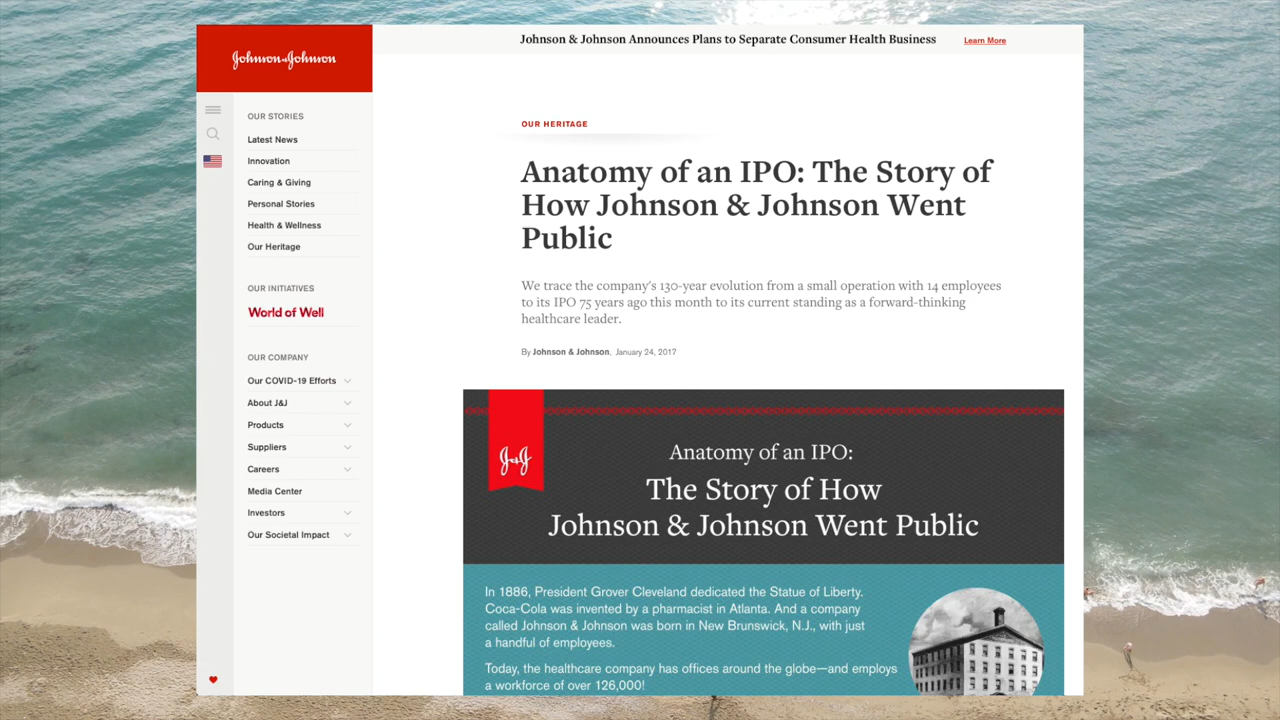 Johnson & Johnson Announces Plans to Separate Consumer Health Business Learn More
Johnson&Johnson
OUR STORIES
Latest News
Innovation
Caring & Giving
Personal Stories
Health & Wellness
Our Heritage
OUR INITIATIVES
World of Well
OUR COMPANY
Our COVID-19 Efforts
About J&J
Products
Suppliers
Careers
Media Center
Investors
Our Societal Impact
OUR HERITAGE
Anatomy of an IPO: The Story of
How Johnson & Johnson Went
Public
We trace the company's 130-year evolution from a small operation with 14 employees
to its IPO 75 years ago this month to its current standing as a forward-thinking
healthcare leader.
By Johnson & Johnson, January 24, 2017
J&J
Anatomy of an IPO:
The Story of How
Johnson & Johnson Went Public
In 1886, President Grover Cleveland dedicated the Statue of Liberty.
Coca-Cola was invented by a pharmacist in Atlanta. And a company
called Johnson & Johnson was born in New Brunswick, N.J., with just
a handful of employees.
Today, the healthcare company has offices around the globe—and employs
a workforce of over 126,000!